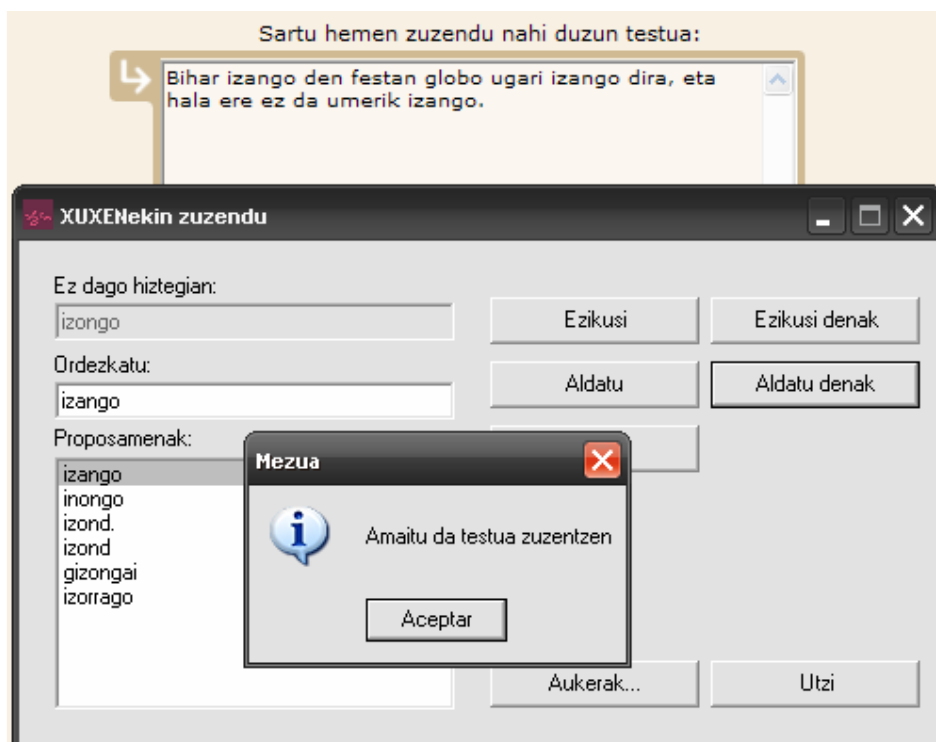 Sartu hemen zuzendu nahi duzun testua:
Bihar izango den festan globo ugari izango dira, eta
hala ere ez da umerik izango.
XUXENekin zuzendu
Ez dago hiztegian:
izongo
Ezikusi
Ezikusi denak
Ordezkatu:
izango
Aldatu
Aldatu denak
Proposamenak:
izango
inongo
izond.
izond
gizongai
izorrago
Mezua
Amaitu da testua zuzentzen
Aceptar
Aukerak...
Utzi